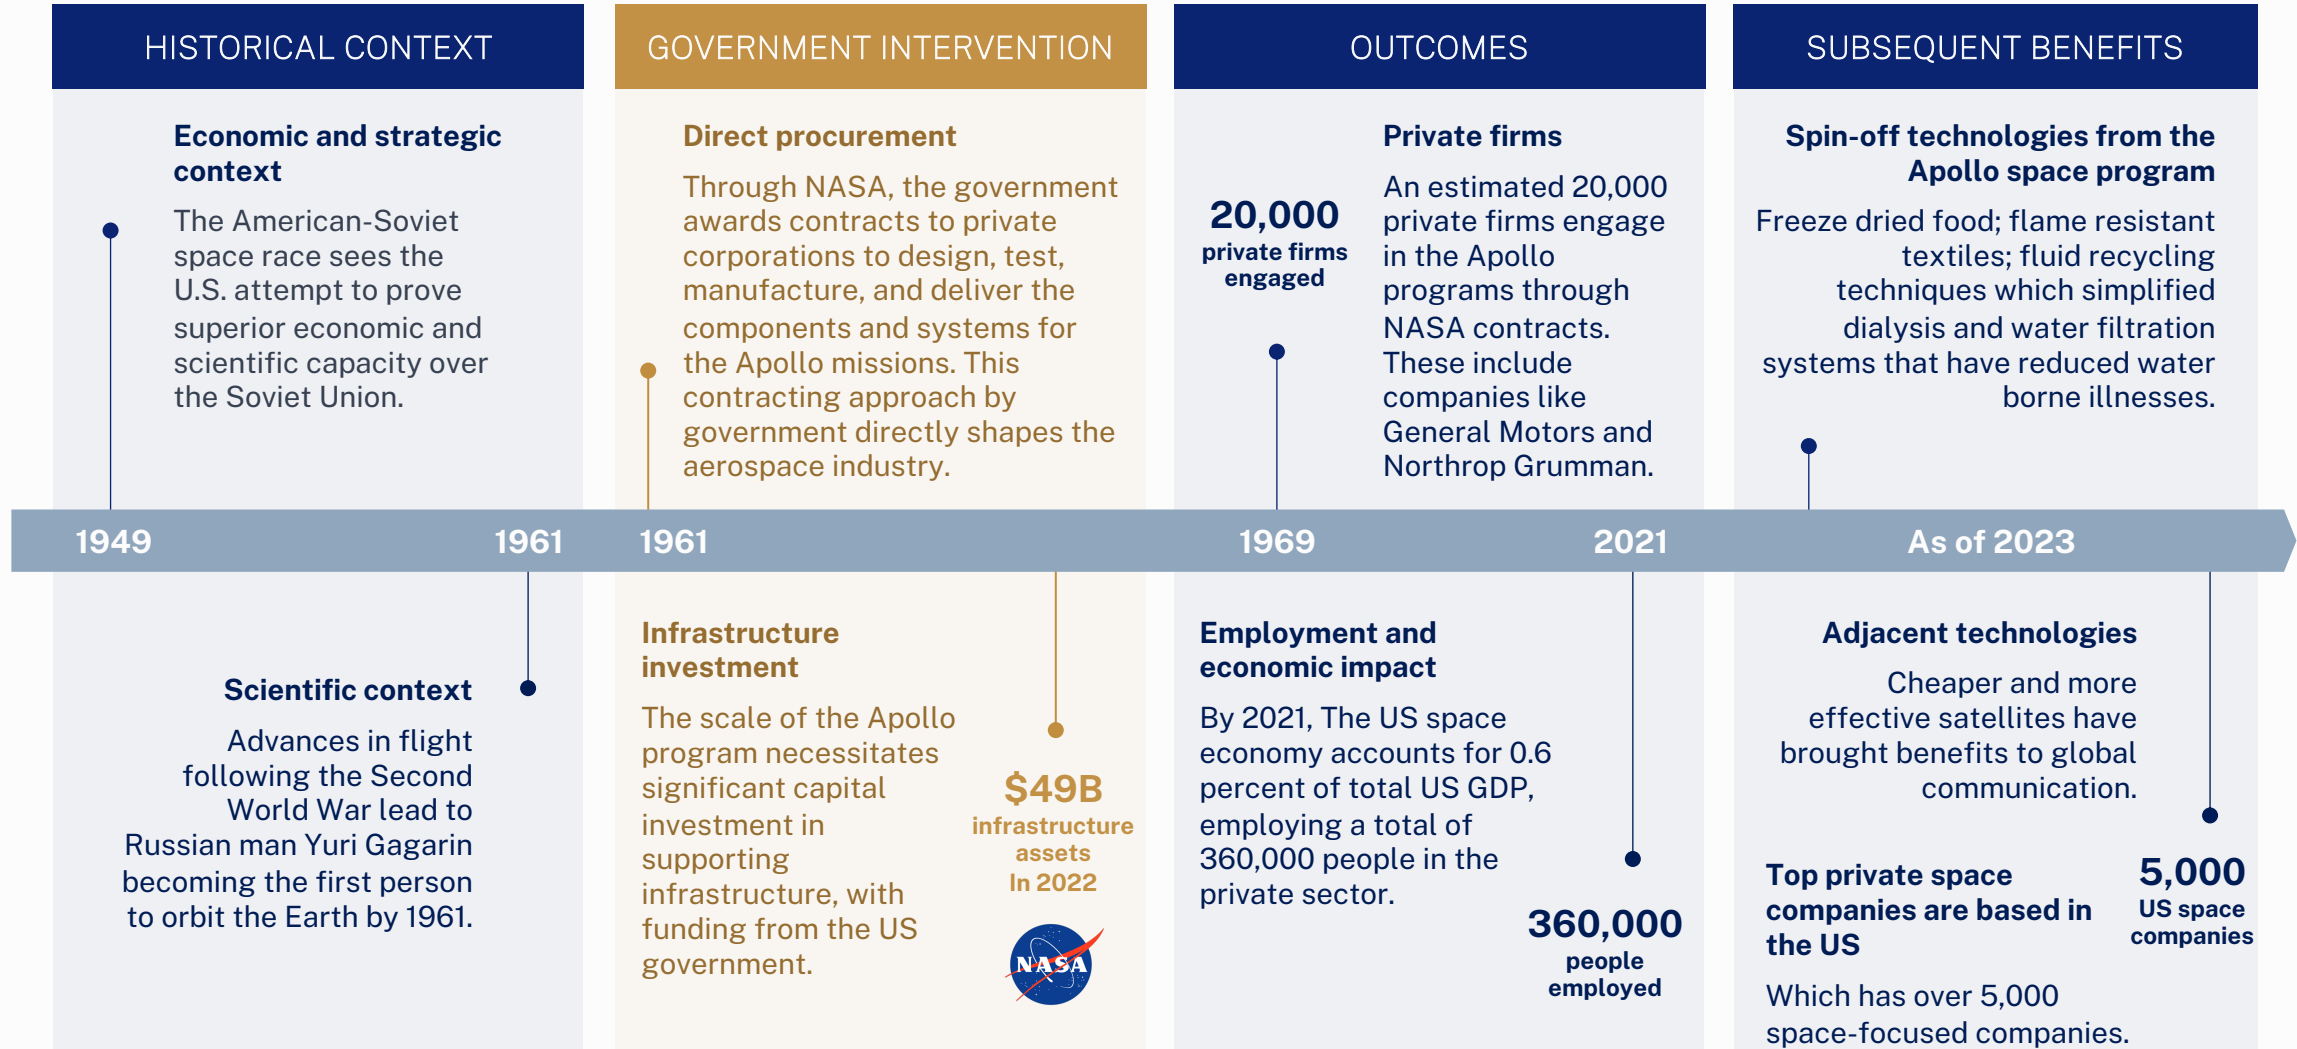 HISTORICAL CONTEXT
Economic and strategic
context
The American-Soviet
space race sees the
U.S. attempt to prove
superior economic and
scientific capacity over
the Soviet Union.
GOVERNMENT INTERVENTION
Direct procurement
Through NASA, the government
awards contracts to private
corporations to design, test,
manufacture, and deliver the
components and systems for
the Apollo missions. This
contracting approach by
government directly shapes the
aerospace industry.
OUTCOMES
20,000
private firms
engaged
Private firms
An estimated 20,000
private firms engage
in the Apollo
programs through
NASA contracts.
These include
companies like
General Motors and
Northrop Grumman.
SUBSEQUENT BENEFITS
Spin-off technologies from the
Apollo space program
Freeze dried food; flame resistant
textiles; fluid recycling
techniques which simplified
dialysis and water filtration
systems that have reduced water
borne illnesses.
1949
1961
1961
1969
2021
As of 2023
Scientific context
Advances in flight
following the Second
World War lead to
Russian man Yuri Gagarin
becoming the first person
to orbit the Earth by 1961.
Infrastructure
investment
The scale of the Apollo
program necessitates
significant capital
investment in
supporting
infrastructure, with
funding from the US
government.
$49B
infrastructure
assets
In 2022
NASA
Employment and
economic impact
By 2021, The US space
economy accounts for 0.6
percent of total US GDP,
employing a total of
360,000 people in the
private sector.
360,000
people
employed
Adjacent technologies
Cheaper and more
effective satellites have
brought benefits to global
communication.
Top private space
companies are based in
the US
Which has over 5,000
space-focused companies.
5,000
US space
companies